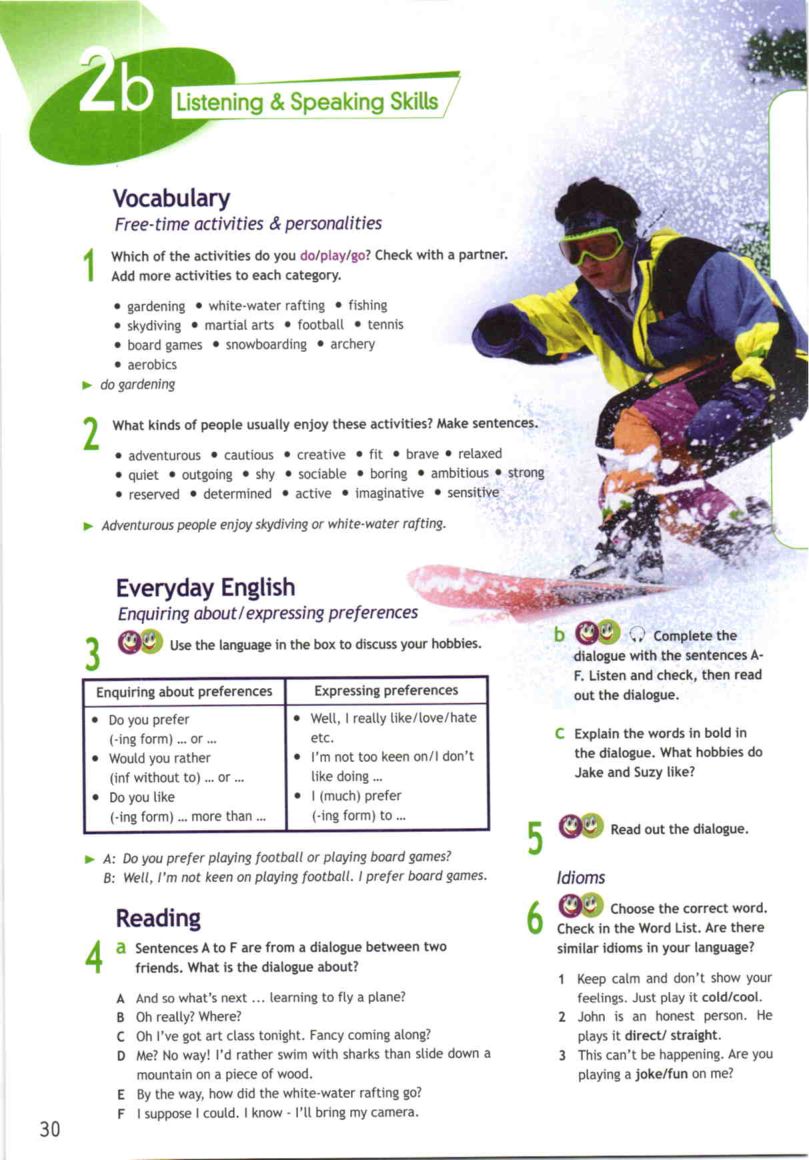 2b
Listening & Speaking Skills
Vocabulary
Free-time activities & personalities
1 Which of the activities do you do/play/go? Check with a partner.
Add more activities to each category.
• gardening • white-water rafting • fishing
• skydiving • martial arts • football • tennis
• board games • snowboarding • archery
• aerobics
▶ do gardening
2 What kinds of people usually enjoy these activities? Make sentences.
• adventurous • cautious • creative • fit • brave • relaxed
• quiet • outgoing • shy • sociable • boring • ambitious • strong
• reserved • determined • active • imaginative • sensitive
▶ Adventurous people enjoy skydiving or white-water rafting.
Everyday English
Enquiring about/expressing preferences
3 Use the language in the box to discuss your hobbies.
Enquiring about preferences
• Do you prefer
(-ing form) ... or ...
• Would you rather
(inf without to) ... or ...
• Do you like
(-ing form) ... more than ...
Expressing preferences
• Well, I really like/love/hate
etc.
• I'm not too keen on/I don't
like doing ...
• I (much) prefer
(-ing form) to ...
▶ A: Do you prefer playing football or playing board games?
B: Well, I'm not keen on playing football. I prefer board games.
Reading
4 a Sentences A to F are from a dialogue between two
friends. What is the dialogue about?
A And so what's next ... learning to fly a plane?
B Oh really? Where?
C Oh I've got art class tonight. Fancy coming along?
D Me? No way! I'd rather swim with sharks than slide down a
mountain on a piece of wood.
E By the way, how did the white-water rafting go?
F I suppose I could. I know - I'll bring my camera.
b Complete the
dialogue with the sentences A-
F. Listen and check, then read
out the dialogue.
C Explain the words in bold in
the dialogue. What hobbies do
Jake and Suzy like?
5 Read out the dialogue.
Idioms
6 Choose the correct word.
Check in the Word List. Are there
similar idioms in your language?
1 Keep calm and don't show your
feelings. Just play it cold/cool.
2 John is an honest person. He
plays it direct/ straight.
3 This can't be happening. Are you
playing a joke/fun on me?
30